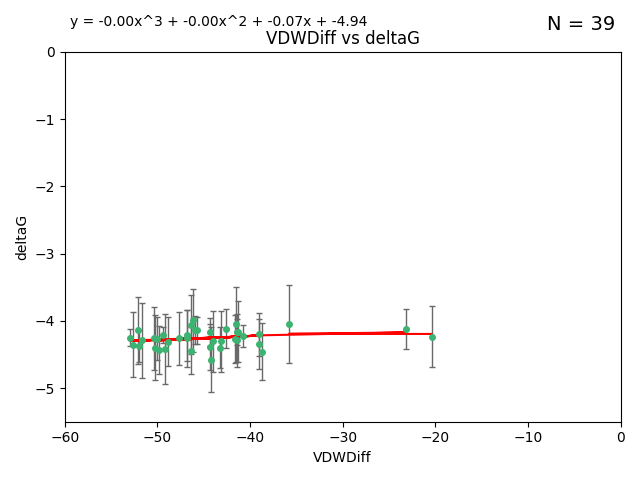 y = -0.00x^3 + -0.00x^2 + -0.07x + -4.94
N = 39
VDWDiff vs deltaG
0
−1
−2
−3
−4
−5
deltaG
−60
−50
−40
−30
−20
−10
0
VDWDiff